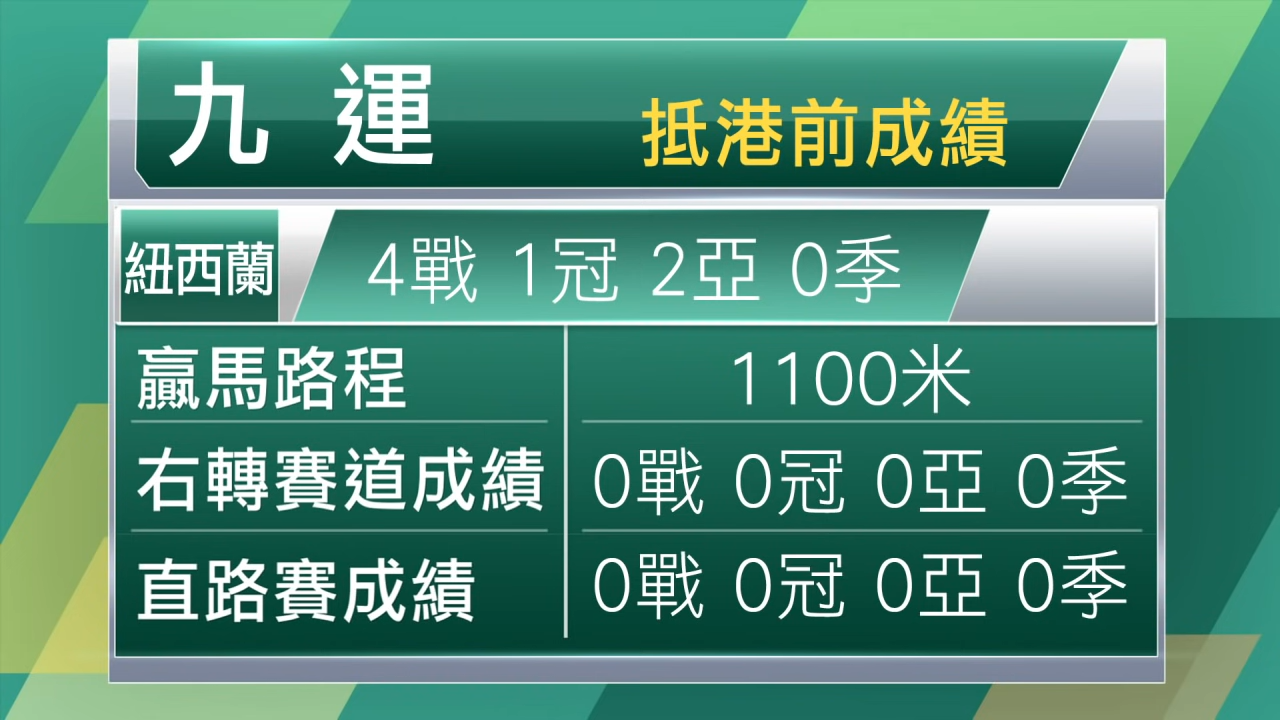 九運 抵港前成績
紐西蘭 4戰 1冠 2亞 0季
贏馬路程 1100米
右轉賽道成績 0戰 0冠 0亞 0季
直路賽成績 0戰 0冠 0亞 0季